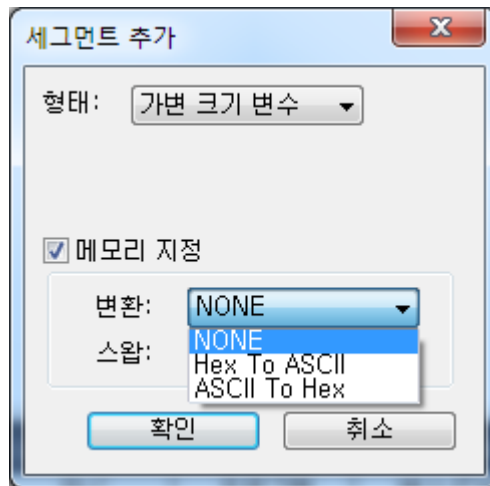 세그먼트 추가
형태: 가변 크기 변수
메모리 지정
변환: NONE
NONE
스왑:
Hex To ASCII
ASCII To Hex
확인 취소